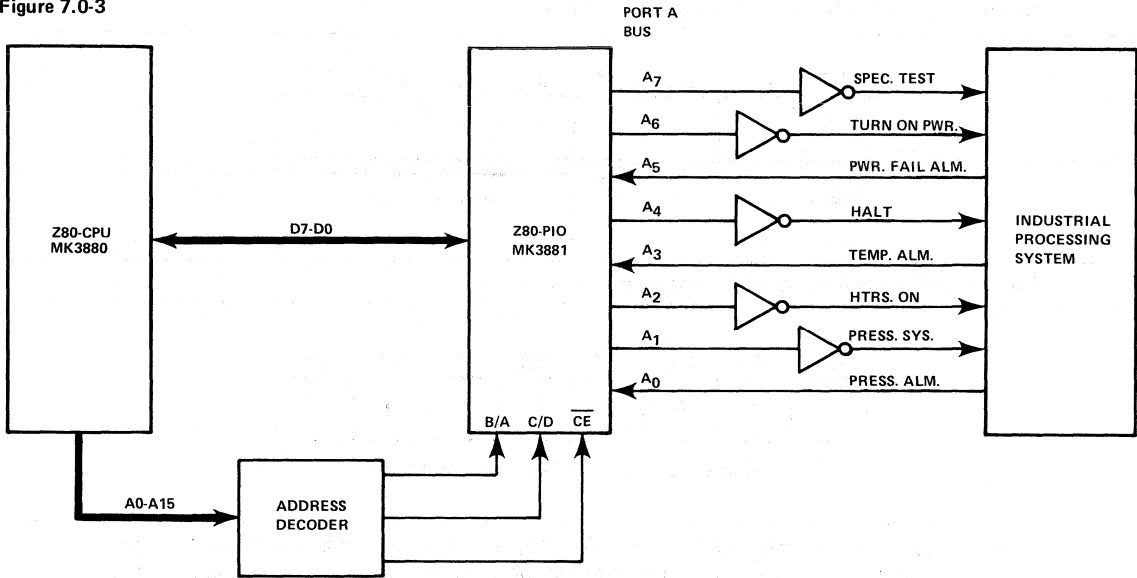 Figure 7.0-3
PORT A
BUS
Z80-CPU
MK3880
D7-D0
Z80-PIO
MK3881
A7
SPEC. TEST
A6
TURN ON PWR.
A5
PWR. FAIL ALM.
A4
HALT
A3
TEMP. ALM.
A2
HTRS. ON
A1
PRESS. SYS.
A0
PRESS. ALM.
INDUSTRIAL
PROCESSING
SYSTEM
B/A C/D CE
A0-A15
ADDRESS
DECODER